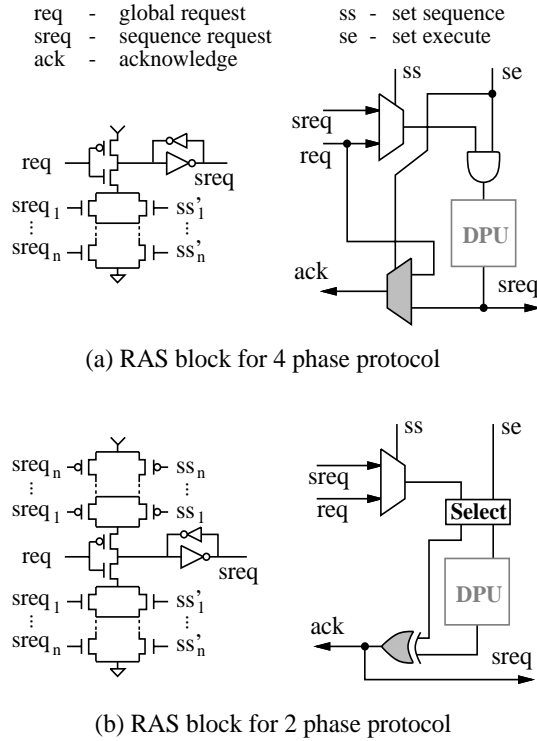 req - global request
sreq - sequence request
ack - acknowledge
ss - set sequence
se - set execute
req
sreq
sreq1
ss'1
sreqn
ss'n
ss
se
sreq
req
DPU
ack
sreq
(a) RAS block for 4 phase protocol
sreqn
ssn
sreq1
ss1
req
sreq
sreq1
ss'1
sreqn
ss'n
ss
se
sreq
req
Select
DPU
ack
sreq
(b) RAS block for 2 phase protocol